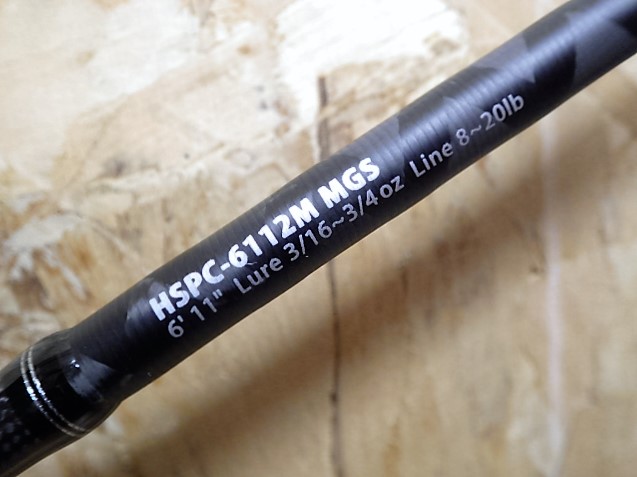 HSPC-6112M MGS
6' 11" Lure 3/16~3/4oz Line 8~20lb